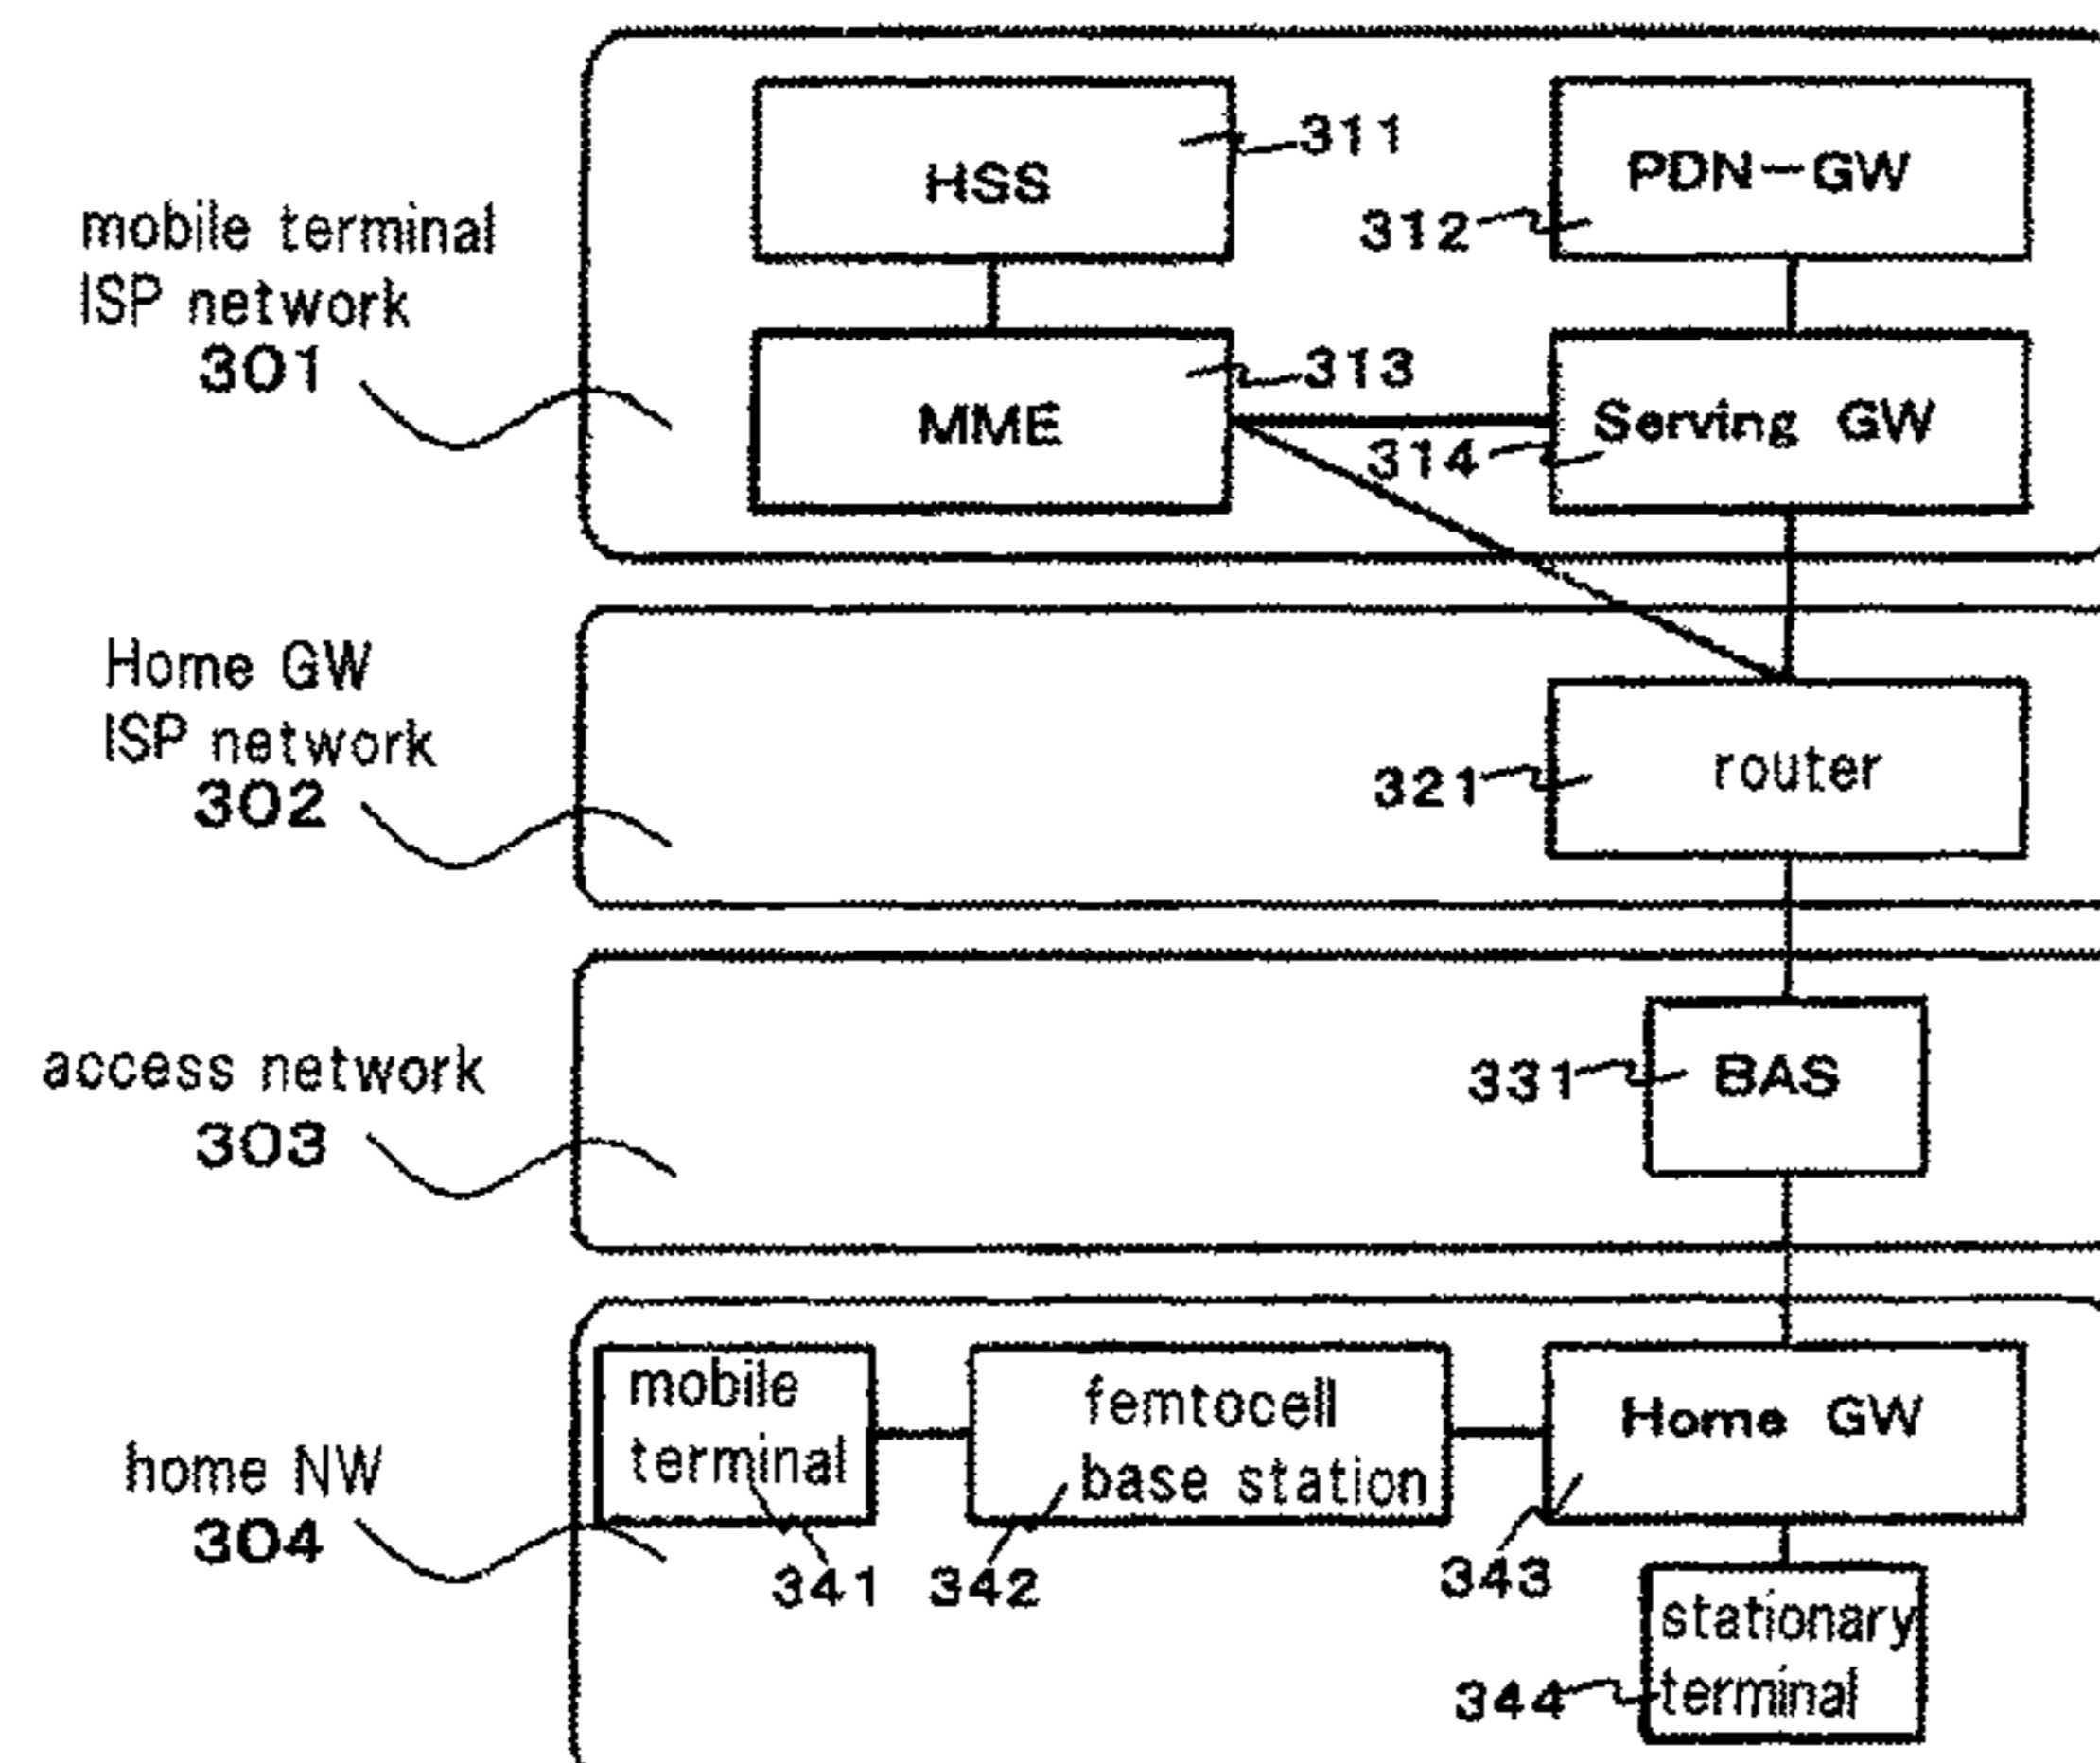 HSS
311
PDN-GW
312
mobile terminal
ISP network
301
MME
313
Serving GW
314
Home GW
ISP network
302
router
321
access network
303
BAS
331
home NW
304
mobile
terminal
341
femtocell
base station
342
Home GW
343
stationary
terminal
344